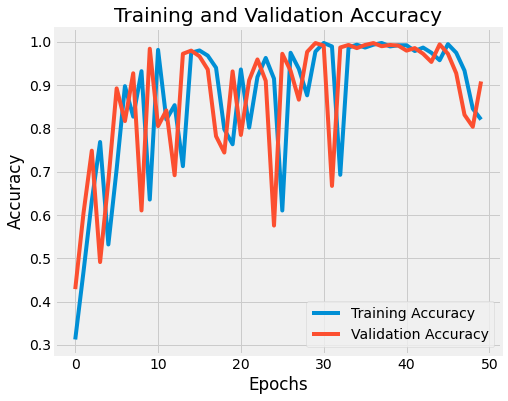 Training and Validation Accuracy
1.0
0.9
0.8
0.7
0.6
0.5
0.4
0.3
Accuracy
0
10
20
30
40
50
Epochs
Training Accuracy
Validation Accuracy